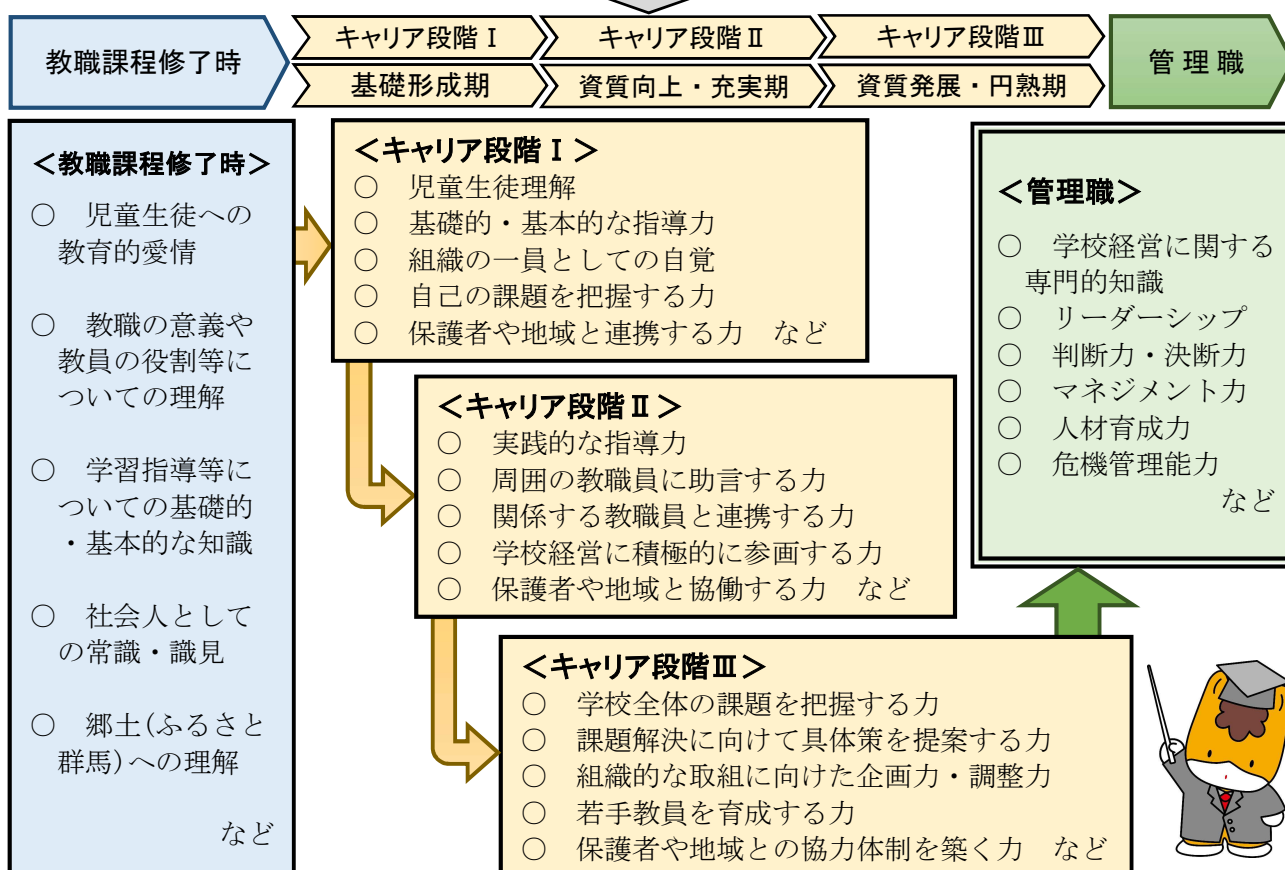 教職課程修了時
キャリア段階Ⅰ
キャリア段階Ⅱ
キャリア段階Ⅲ
管理職
基礎形成期
資質向上・充実期
資質発展・円熟期
＜教職課程修了時＞
○ 児童生徒への
教育的愛情
○ 教職の意義や
教員の役割等に
ついての理解
○ 学習指導等に
ついての基礎的
・基本的な知識
○ 社会人として
の常識・識見
○ 郷土(ふるさと
群馬)への理解
など
＜キャリア段階Ⅰ＞
○ 児童生徒理解
○ 基礎的・基本的な指導力
○ 組織の一員としての自覚
○ 自己の課題を把握する力
○ 保護者や地域と連携する力 など
＜キャリア段階Ⅱ＞
○ 実践的な指導力
○ 周囲の教職員に助言する力
○ 関係する教職員と連携する力
○ 学校経営に積極的に参画する力
○ 保護者や地域と協働する力 など
＜キャリア段階Ⅲ＞
○ 学校全体の課題を把握する力
○ 課題解決に向けて具体策を提案する力
○ 組織的な取組に向けた企画力・調整力
○ 若手教員を育成する力
○ 保護者や地域との協力体制を築く力 など
＜管理職＞
○ 学校経営に関する
専門的知識
○ リーダーシップ
○ 判断力・決断力
○ マネジメント力
○ 人材育成力
○ 危機管理能力
など